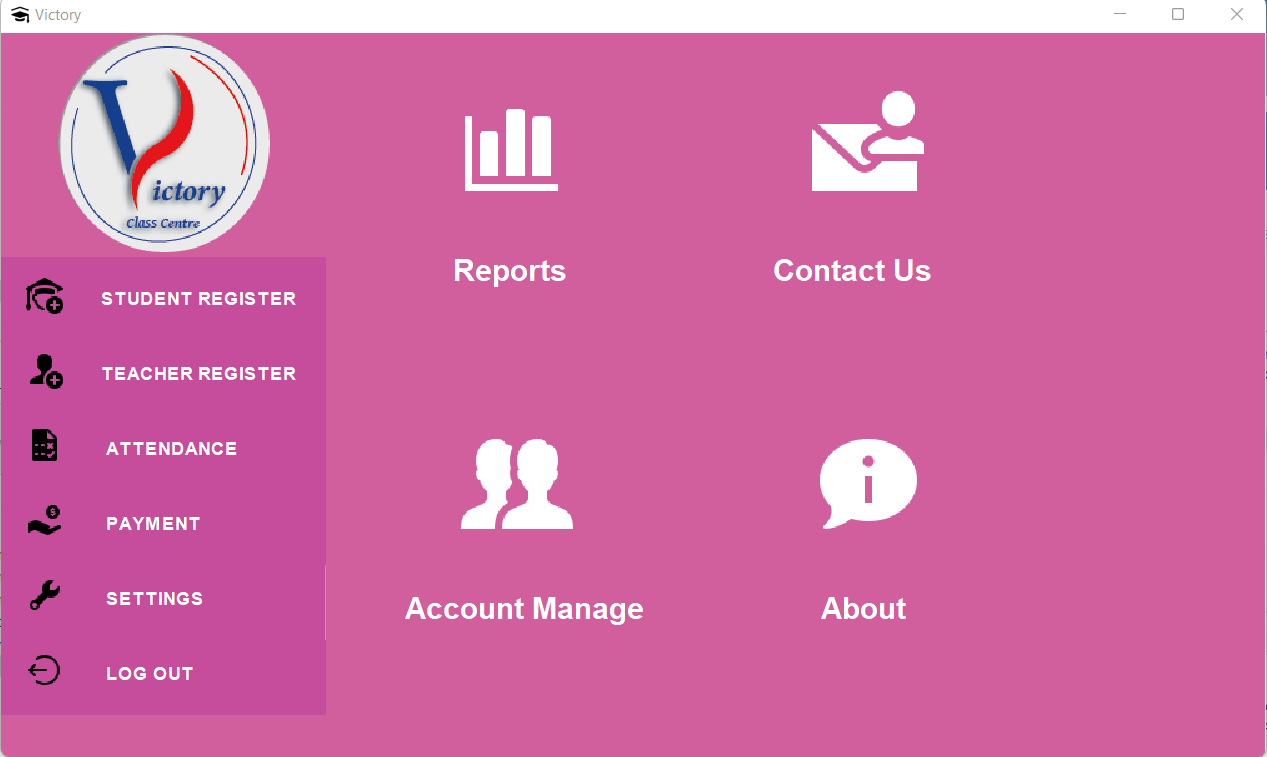 Victory
Victory
Class Centre
STUDENT REGISTER
TEACHER REGISTER
ATTENDANCE
PAYMENT
SETTINGS
LOG OUT
Reports
Contact Us
Account Manage
About